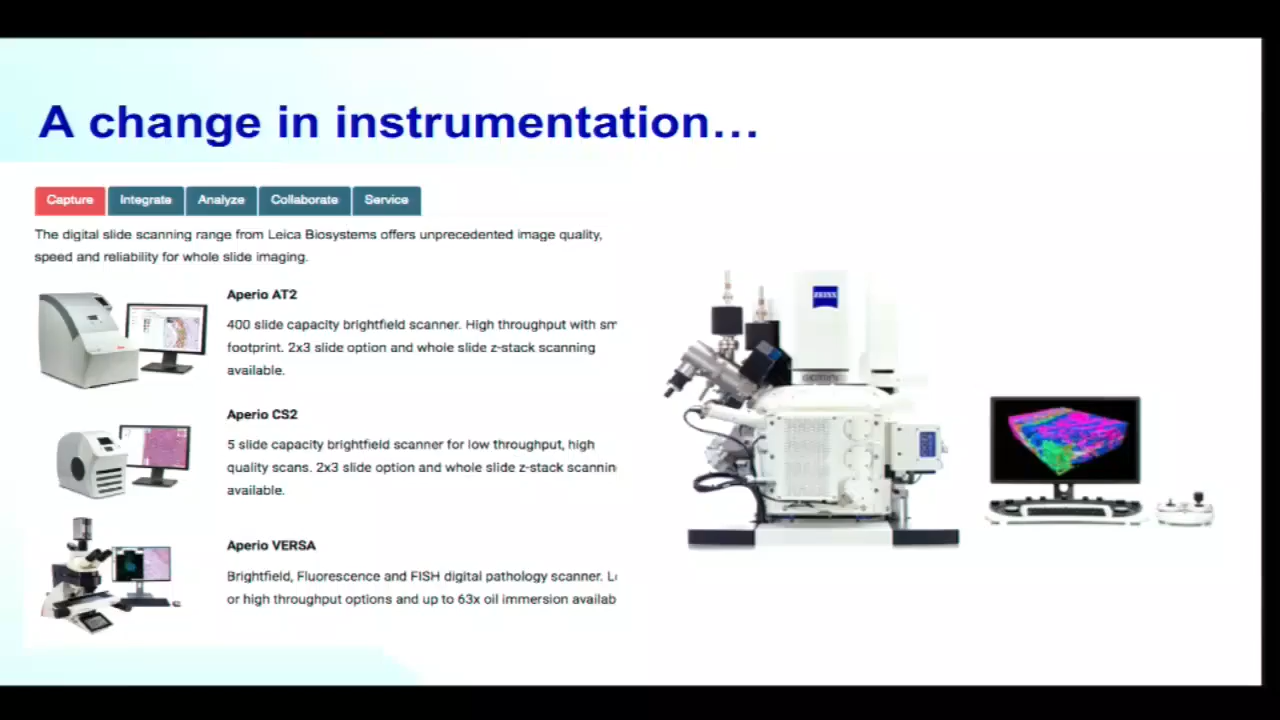 A change in instrumentation...
Capture Integrate Analyze Collaborate Service
The digital slide scanning range from Leica Biosystems offers unprecedented image quality,
speed and reliability for whole slide imaging.
Aperio AT2
400 slide capacity brightfield scanner. High throughput with sm
footprint. 2x3 slide option and whole slide z-stack scanning
available.
Aperio CS2
5 slide capacity brightfield scanner for low throughput, high
quality scans. 2x3 slide option and whole slide z-stack scannin
available.
Aperio VERSA
Brightfield, Fluorescence and FISH digital pathology scanner. Lo
or high throughput options and up to 63x oil immersion availab
ZEISS